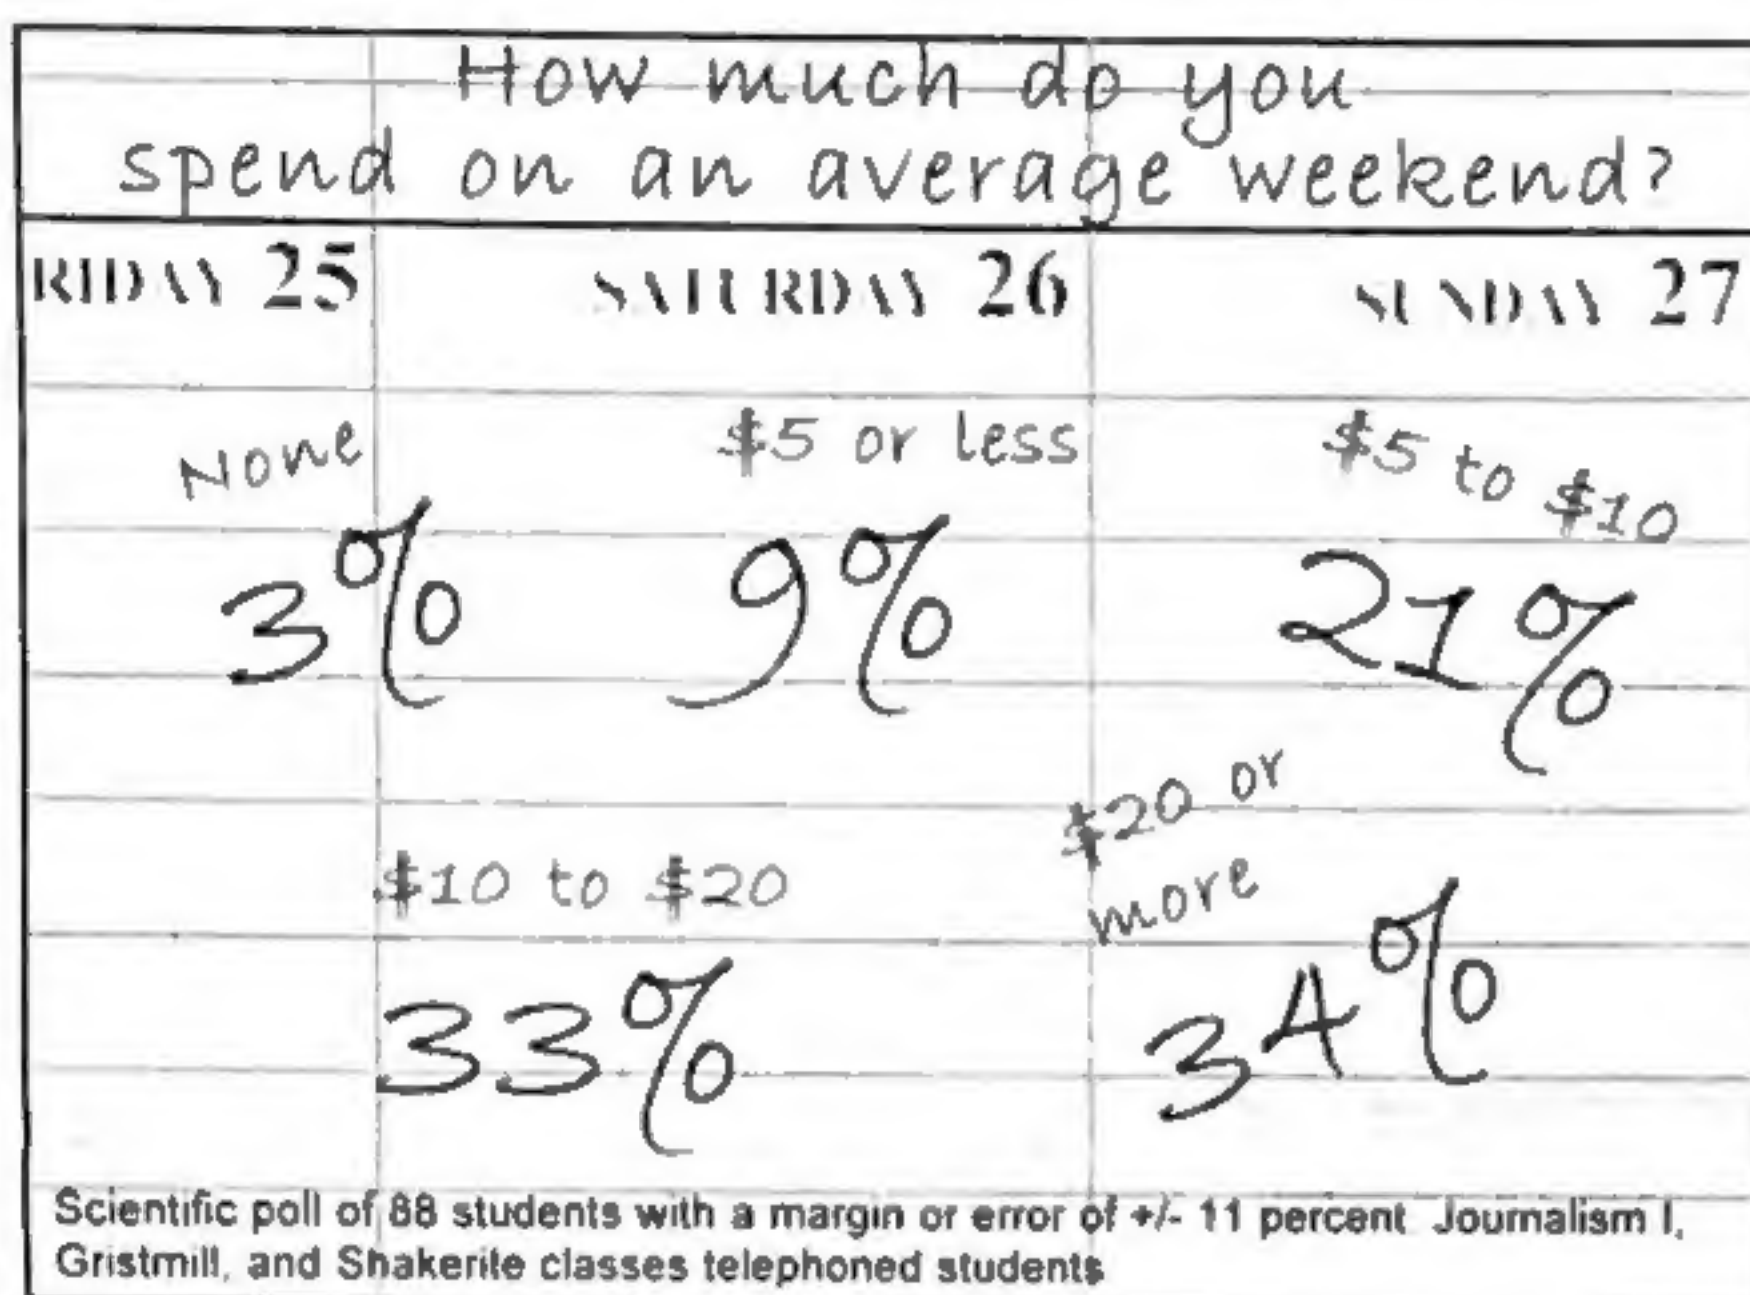 How much do you
spend on an average weekend?
RIDAY 25 SATURDAY 26 SUNDAY 27
None $5 or less $5 to $10
3% 9% 21%
$10 to $20 $20 or
more
33% 34%
Scientific poll of 88 students with a margin or error of +/- 11 percent Journalism I,
Gristmill, and Shakerite classes telephoned students